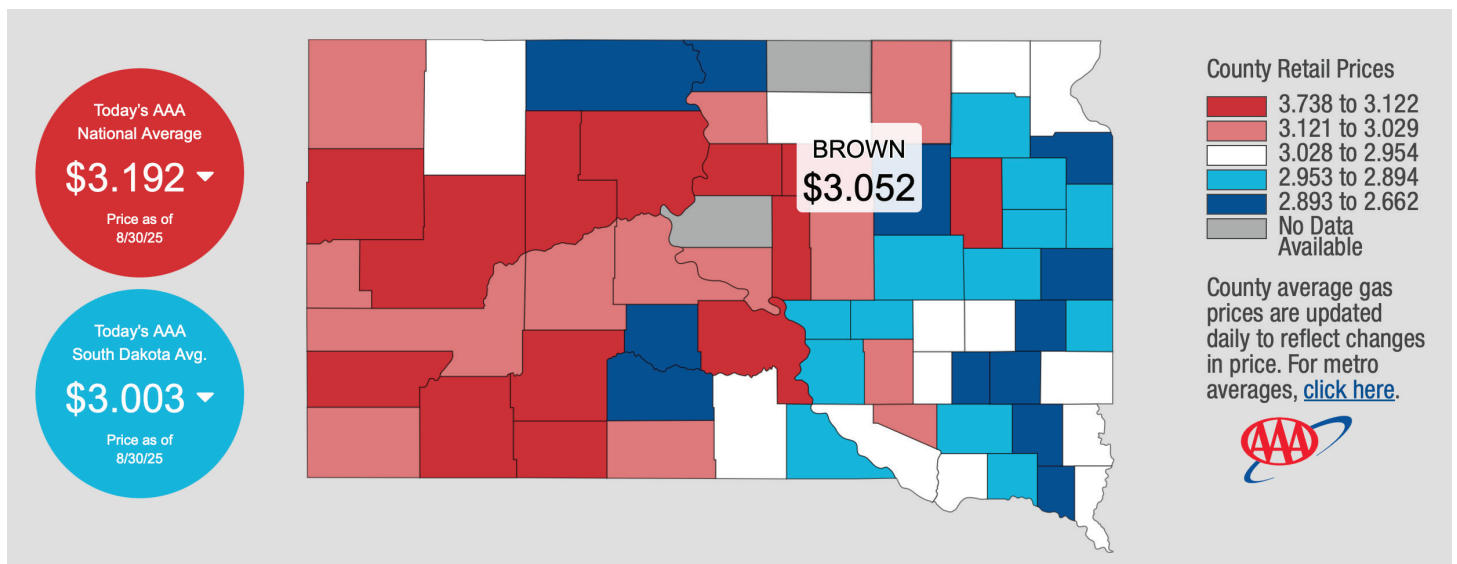 Today's AAA
National Average
$3.192
Price as of
8/30/25
Today's AAA
South Dakota Avg.
$3.003
Price as of
8/30/25
BROWN
$3.052
County Retail Prices
3.738 to 3.122
3.121 to 3.029
3.028 to 2.954
2.953 to 2.894
2.893 to 2.662
No Data
Available
County average gas
prices are updated
daily to reflect changes
in price. For metro
averages, click here.
AAA